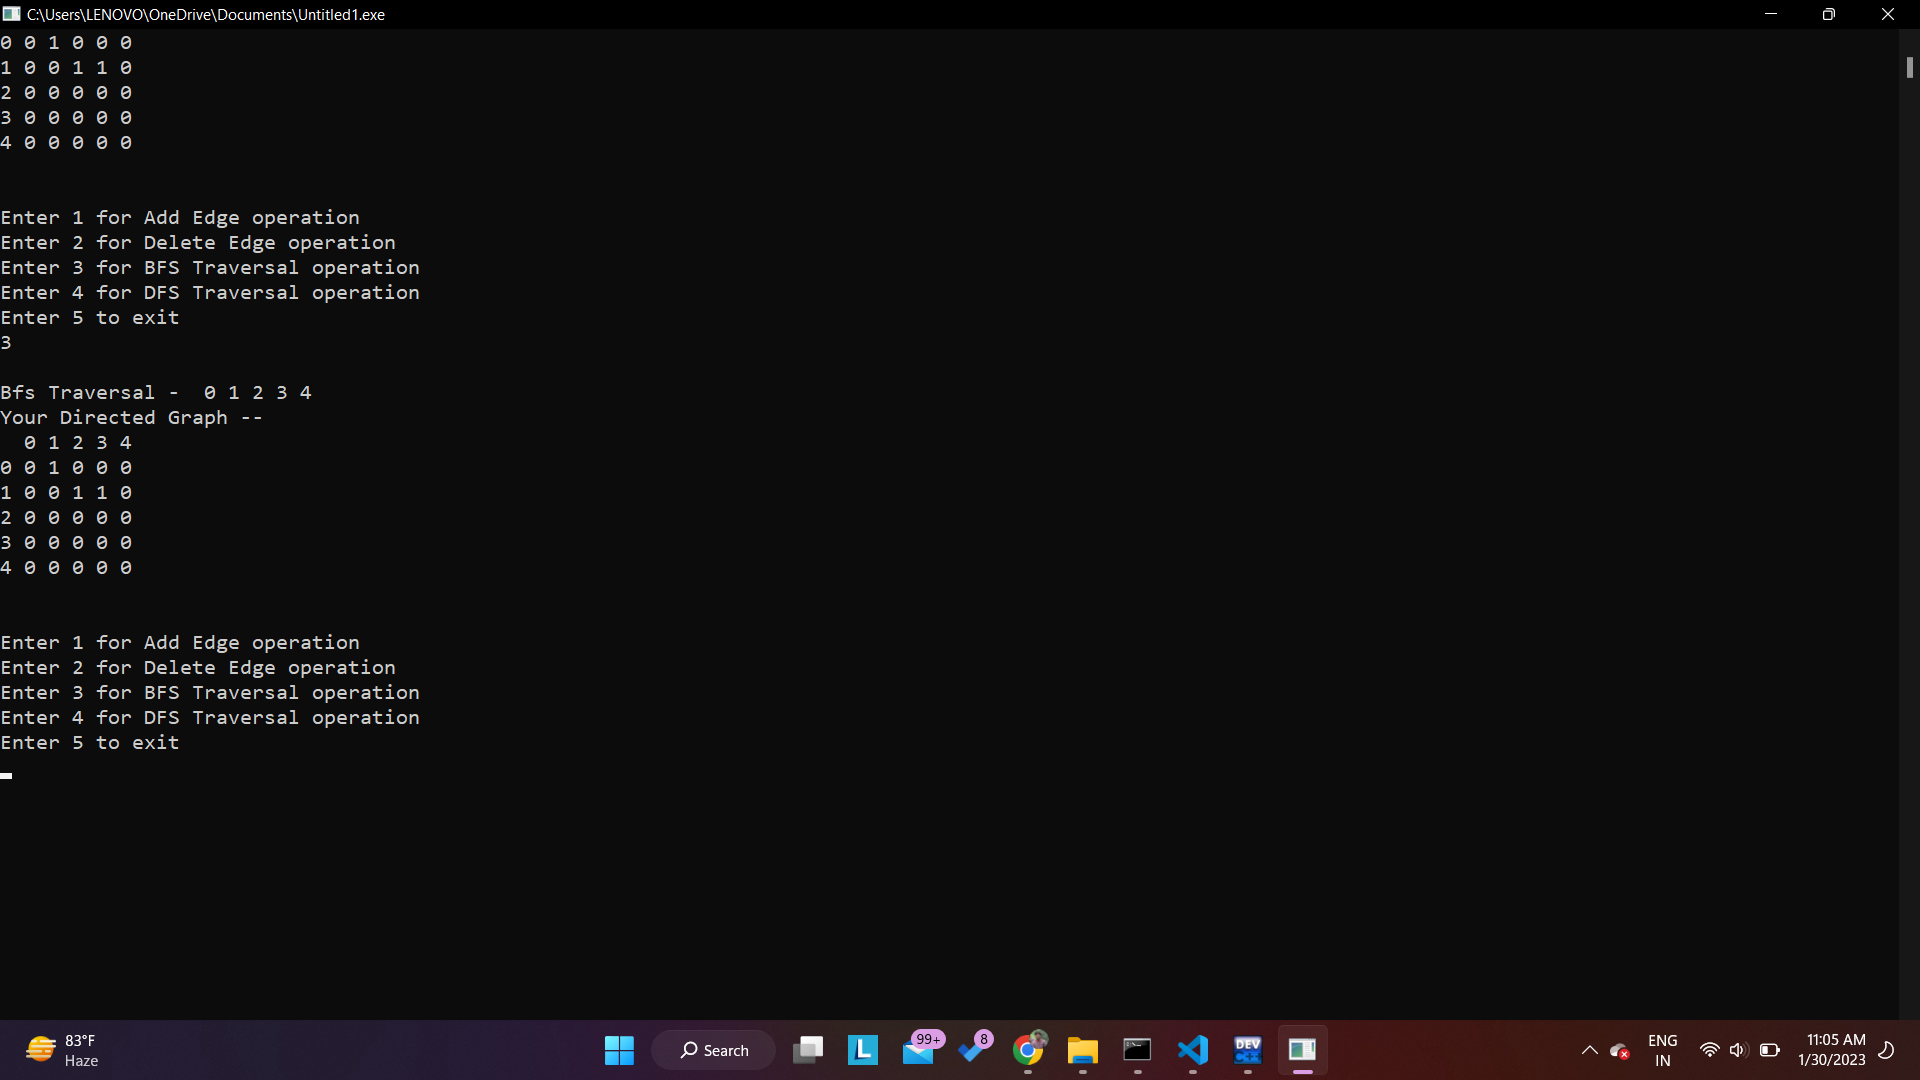 C:\Users\LENOVO\OneDrive\Documents\Untitled1.exe
0 0 1 0 0 0
1 0 0 1 1 0
2 0 0 0 0 0
3 0 0 0 0 0
4 0 0 0 0 0
Enter 1 for Add Edge operation
Enter 2 for Delete Edge operation
Enter 3 for BFS Traversal operation
Enter 4 for DFS Traversal operation
Enter 5 to exit
3
Bfs Traversal -  0 1 2 3 4
Your Directed Graph --
  0 1 2 3 4
0 0 1 0 0 0
1 0 0 1 1 0
2 0 0 0 0 0
3 0 0 0 0 0
4 0 0 0 0 0
Enter 1 for Add Edge operation
Enter 2 for Delete Edge operation
Enter 3 for BFS Traversal operation
Enter 4 for DFS Traversal operation
Enter 5 to exit
83°F
Haze
Search
L
99+
8
DEV
C++
ENG
IN
11:05 AM
1/30/2023